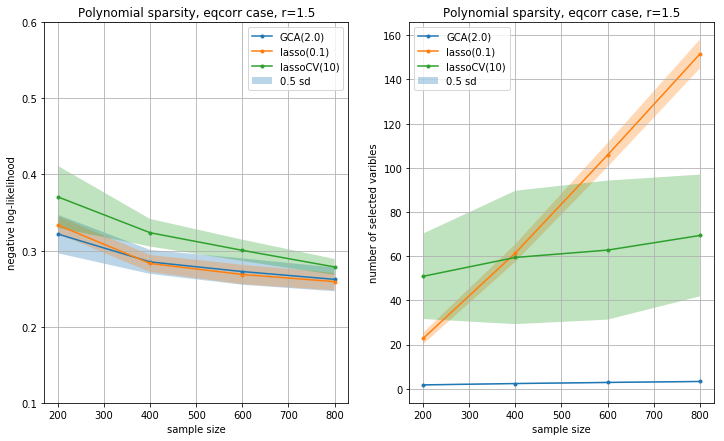 Polynomial sparsity, eqcorr case, r=1.5
GCA(2.0)
lasso(0.1)
lassoCV(10)
0.5 sd
negative log-likelihood
0.6
0.5
0.4
0.3
0.2
0.1
200 300 400 500 600 700 800
sample size
Polynomial sparsity, eqcorr case, r=1.5
GCA(2.0)
lasso(0.1)
lassoCV(10)
0.5 sd
number of selected varibles
160
140
120
100
80
60
40
20
0
200 300 400 500 600 700 800
sample size